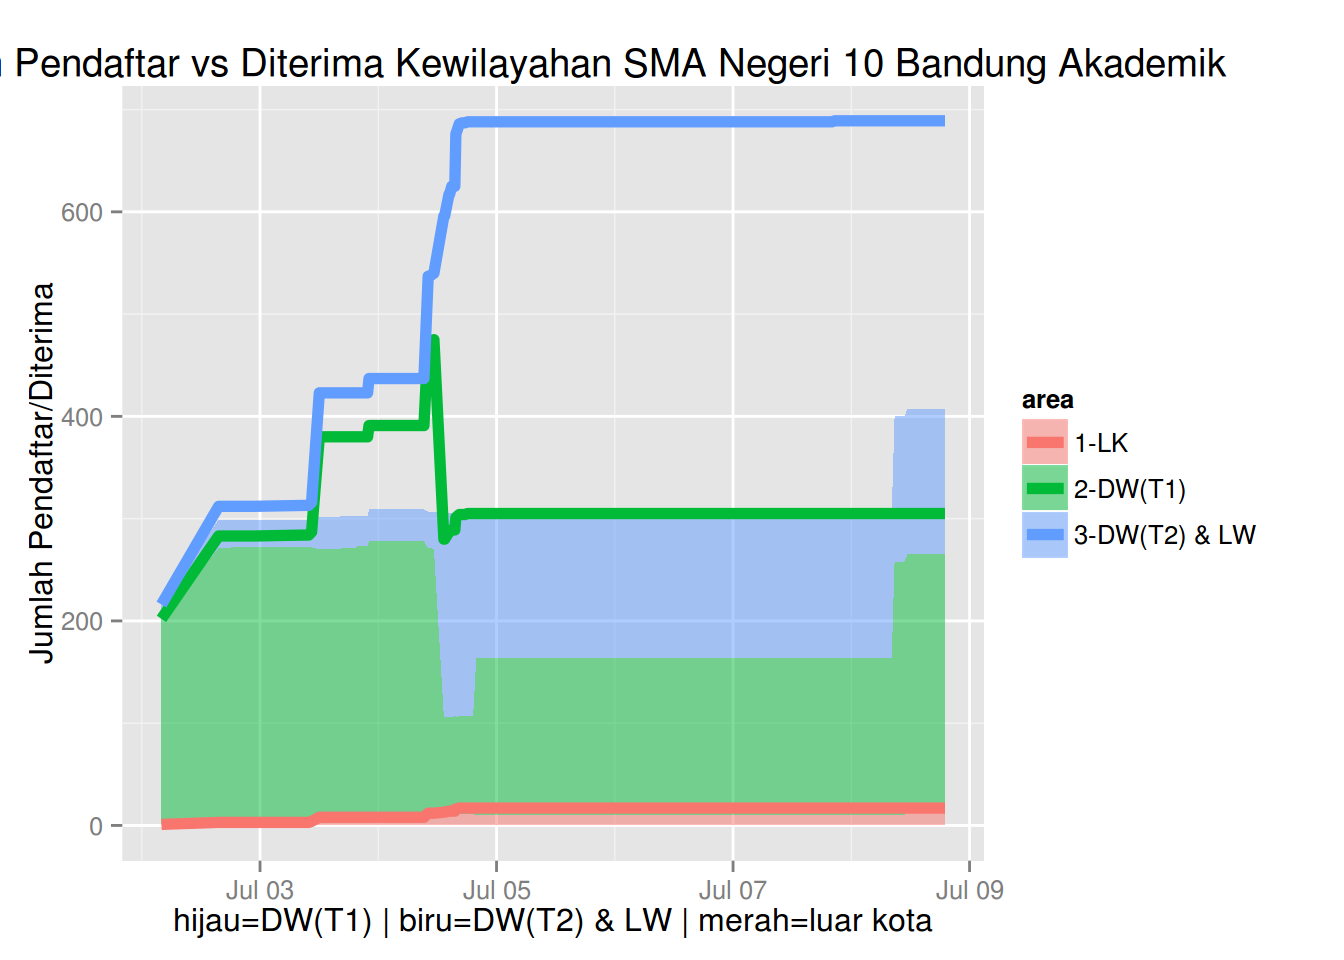 Pendaftar vs Diterima Kewilayahan SMA Negeri 10 Bandung Akademik
Jumlah Pendaftar/Diterima
600
400
200
0
Jul 03
Jul 05
Jul 07
Jul 09
hijau=DW(T1) | biru=DW(T2) & LW | merah=luar kota
area
1-LK
2-DW(T1)
3-DW(T2) & LW